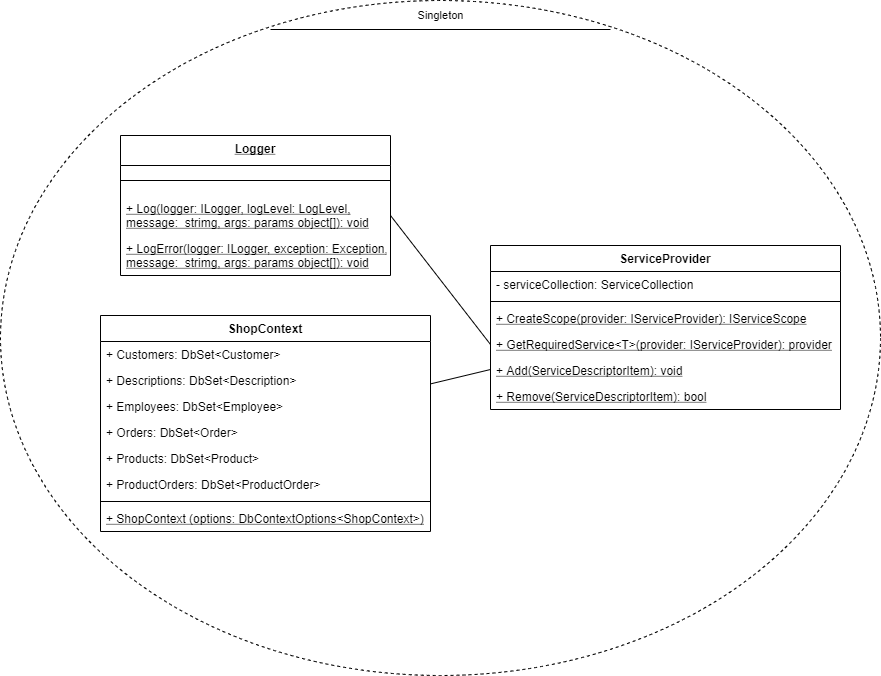 Singleton
Logger
+ Log(logger: ILogger, logLevel: LogLevel,
message:  strimg, args: params object[]): void
+ LogError(logger: ILogger, exception: Exception,
message:  strimg, args: params object[]): void
ServiceProvider
- serviceCollection: ServiceCollection
+ CreateScope(provider: IServiceProvider): IServiceScope
+ GetRequiredService<T>(provider: IServiceProvider): provider
+ Add(ServiceDescriptorItem): void
+ Remove(ServiceDescriptorItem): bool
ShopContext
+ Customers: DbSet<Customer>
+ Descriptions: DbSet<Description>
+ Employees: DbSet<Employee>
+ Orders: DbSet<Order>
+ Products: DbSet<Product>
+ ProductOrders: DbSet<ProductOrder>
+ ShopContext (options: DbContextOptions<ShopContext>)